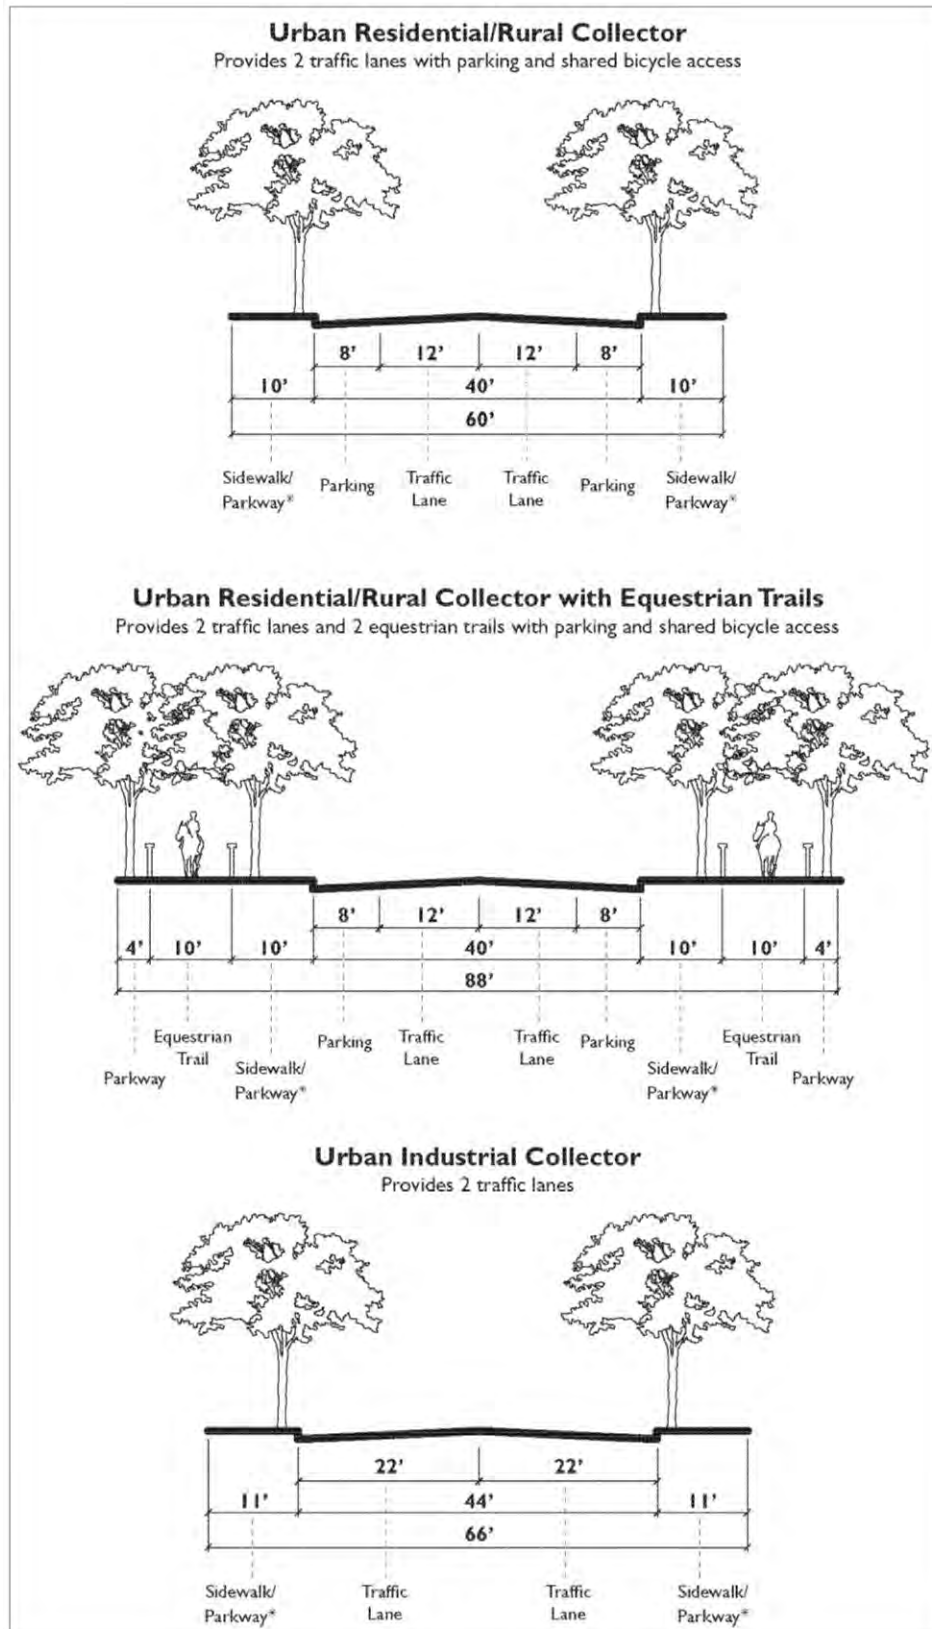 Urban Residential/Rural Collector
Provides 2 traffic lanes with parking and shared bicycle access
8' 12' 12' 8'
10' 40' 10'
60'
Sidewalk/ Parking Traffic Traffic Parking Sidewalk/
Parkway* Lane Lane Parkway*
Urban Residential/Rural Collector with Equestrian Trails
Provides 2 traffic lanes and 2 equestrian trails with parking and shared bicycle access
8' 12' 12' 8'
4' 10' 10' 40' 10' 10' 4'
88'
Equestrian Parking Traffic Traffic Parking Equestrian
Trail Lane Lane Trail
Parkway Sidewalk/ Sidewalk/ Parkway
Parkway* Parkway*
Urban Industrial Collector
Provides 2 traffic lanes
22' 22'
11' 44' 11'
66'
Sidewalk/ Traffic Traffic Sidewalk/
Parkway* Lane Lane Parkway*